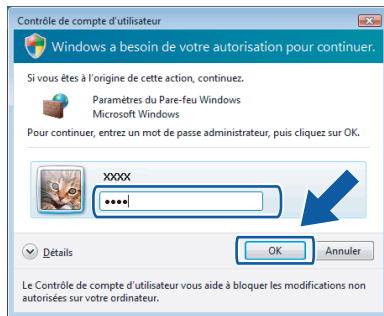 Contrôle de compte d'utilisateur
Windows a besoin de votre autorisation pour continuer.
Si vous êtes à l'origine de cette action, continuez.
Paramètres du Pare-feu Windows
Microsoft Windows
Pour continuer, entrez un mot de passe administrateur, puis cliquez sur OK.
XXXX
••••
Détails
OK
Annuler
Le Contrôle de compte d'utilisateur vous aide à bloquer les modifications non
autorisées sur votre ordinateur.